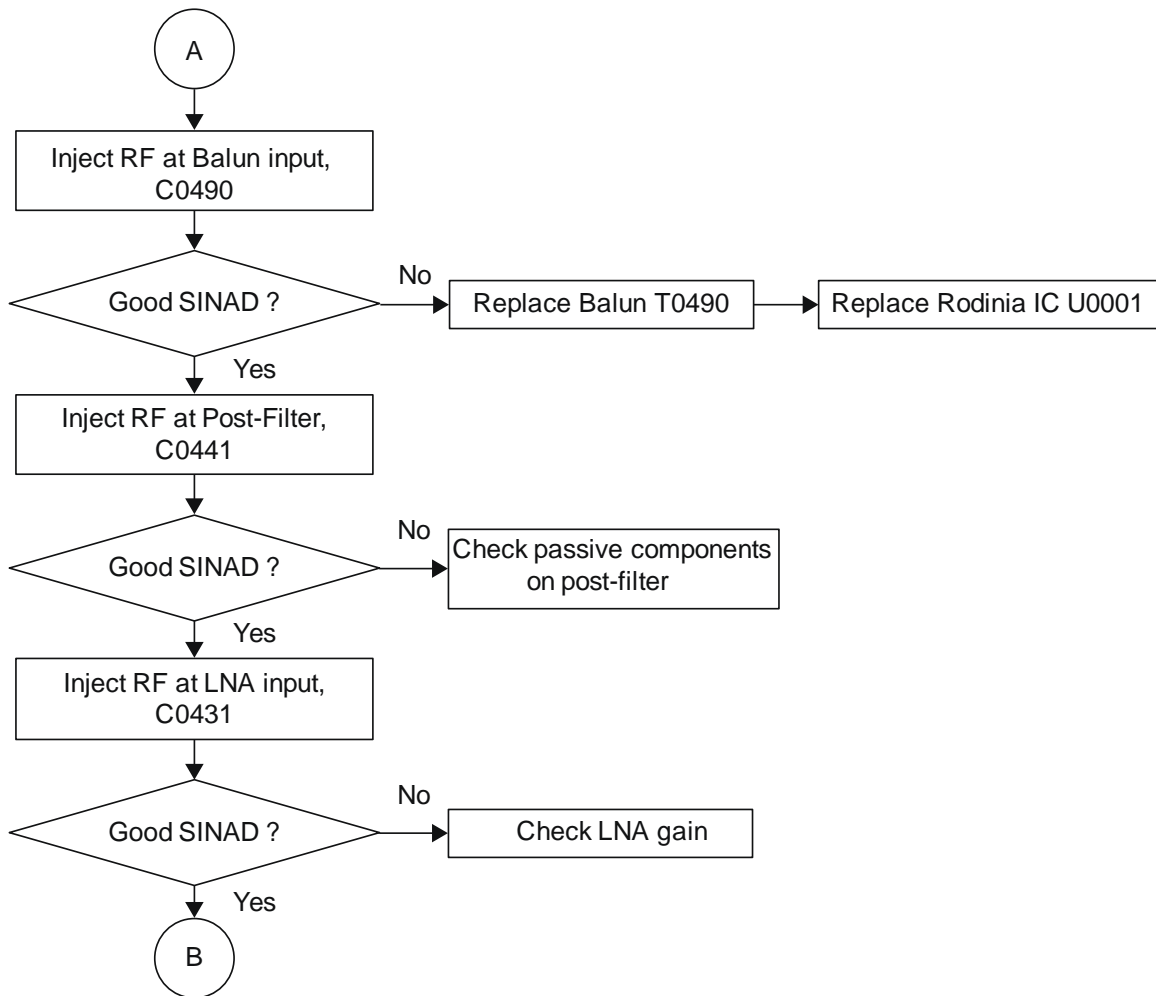 A
Inject RF at Balun input,
C0490
Good SINAD ?
No
Replace Balun T0490
Replace Rodinia IC U0001
Yes
Inject RF at Post-Filter,
C0441
Good SINAD ?
No
Check passive components
on post-filter
Yes
Inject RF at LNA input,
C0431
Good SINAD ?
No
Check LNA gain
Yes
B